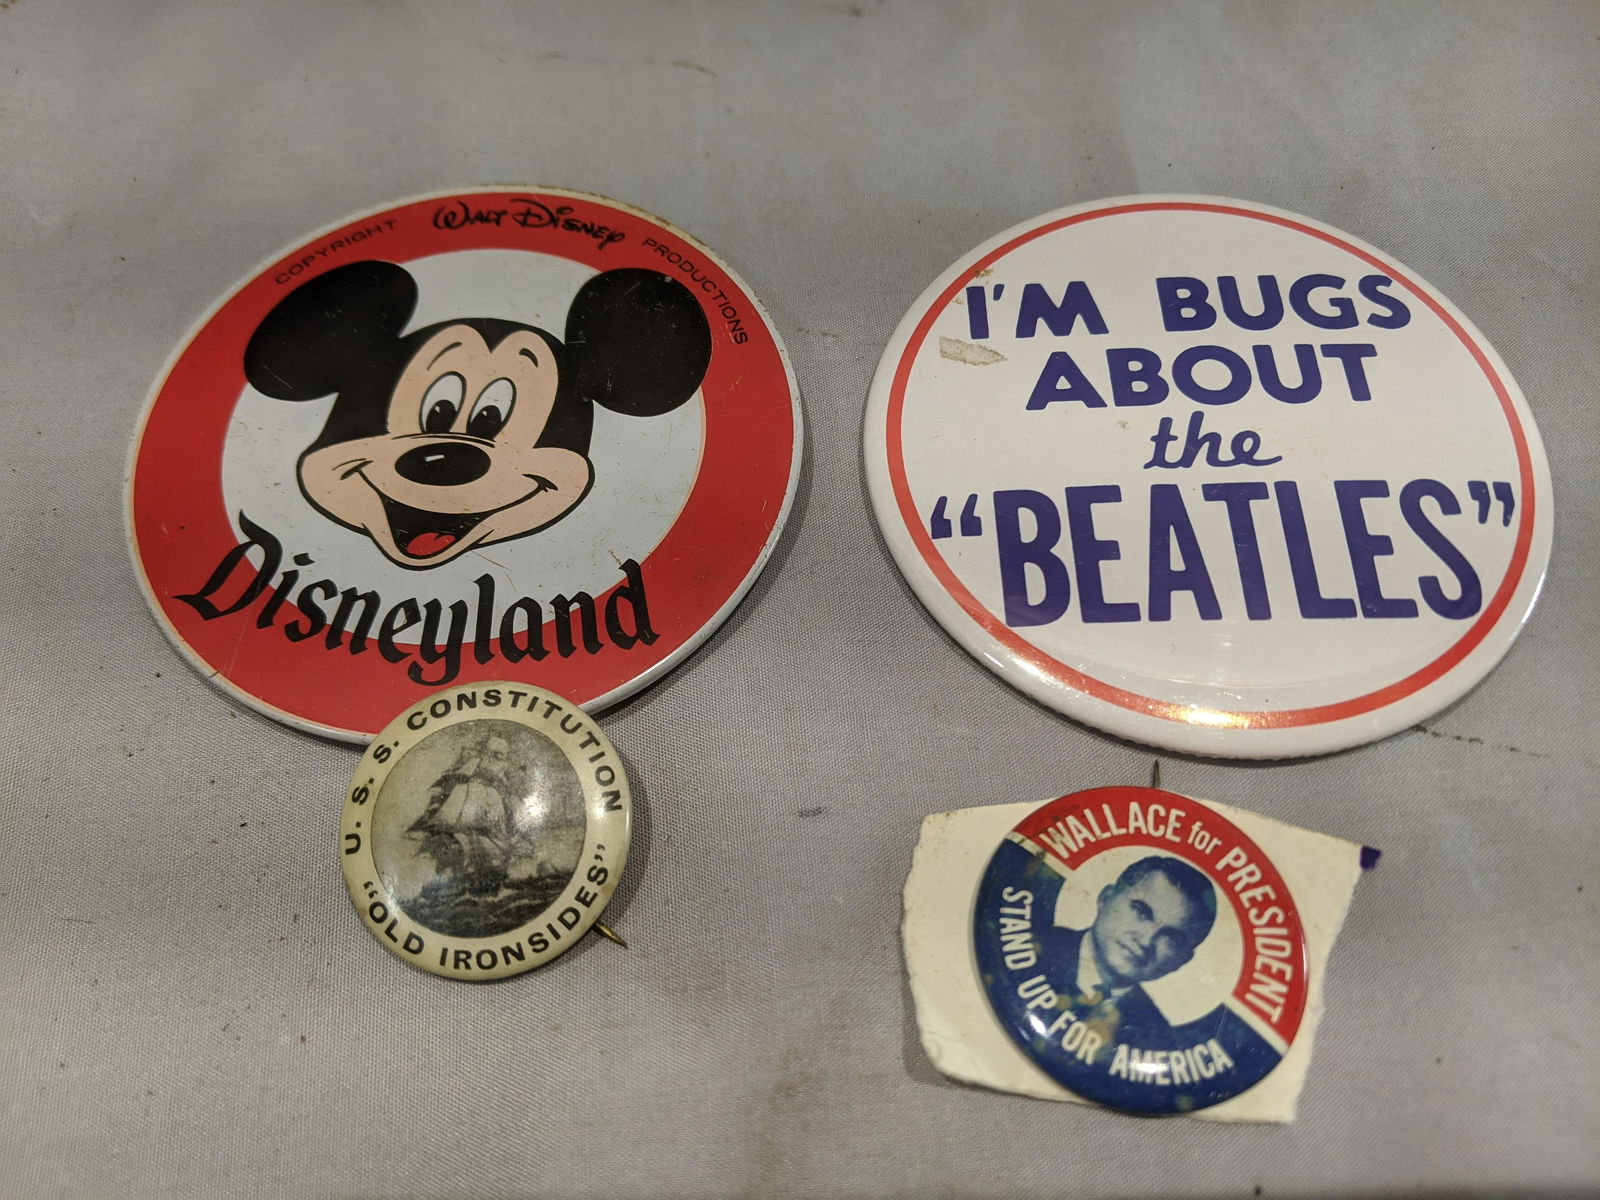 COPYRIGHT WALT DISNEY PRODUCTIONS
Disneyland
I'M BUGS
ABOUT
the
"BEATLES"
U. S. S. CONSTITUTION
"OLD IRONSIDES"
WALLACE for PRESIDENT
STAND UP FOR AMERICA